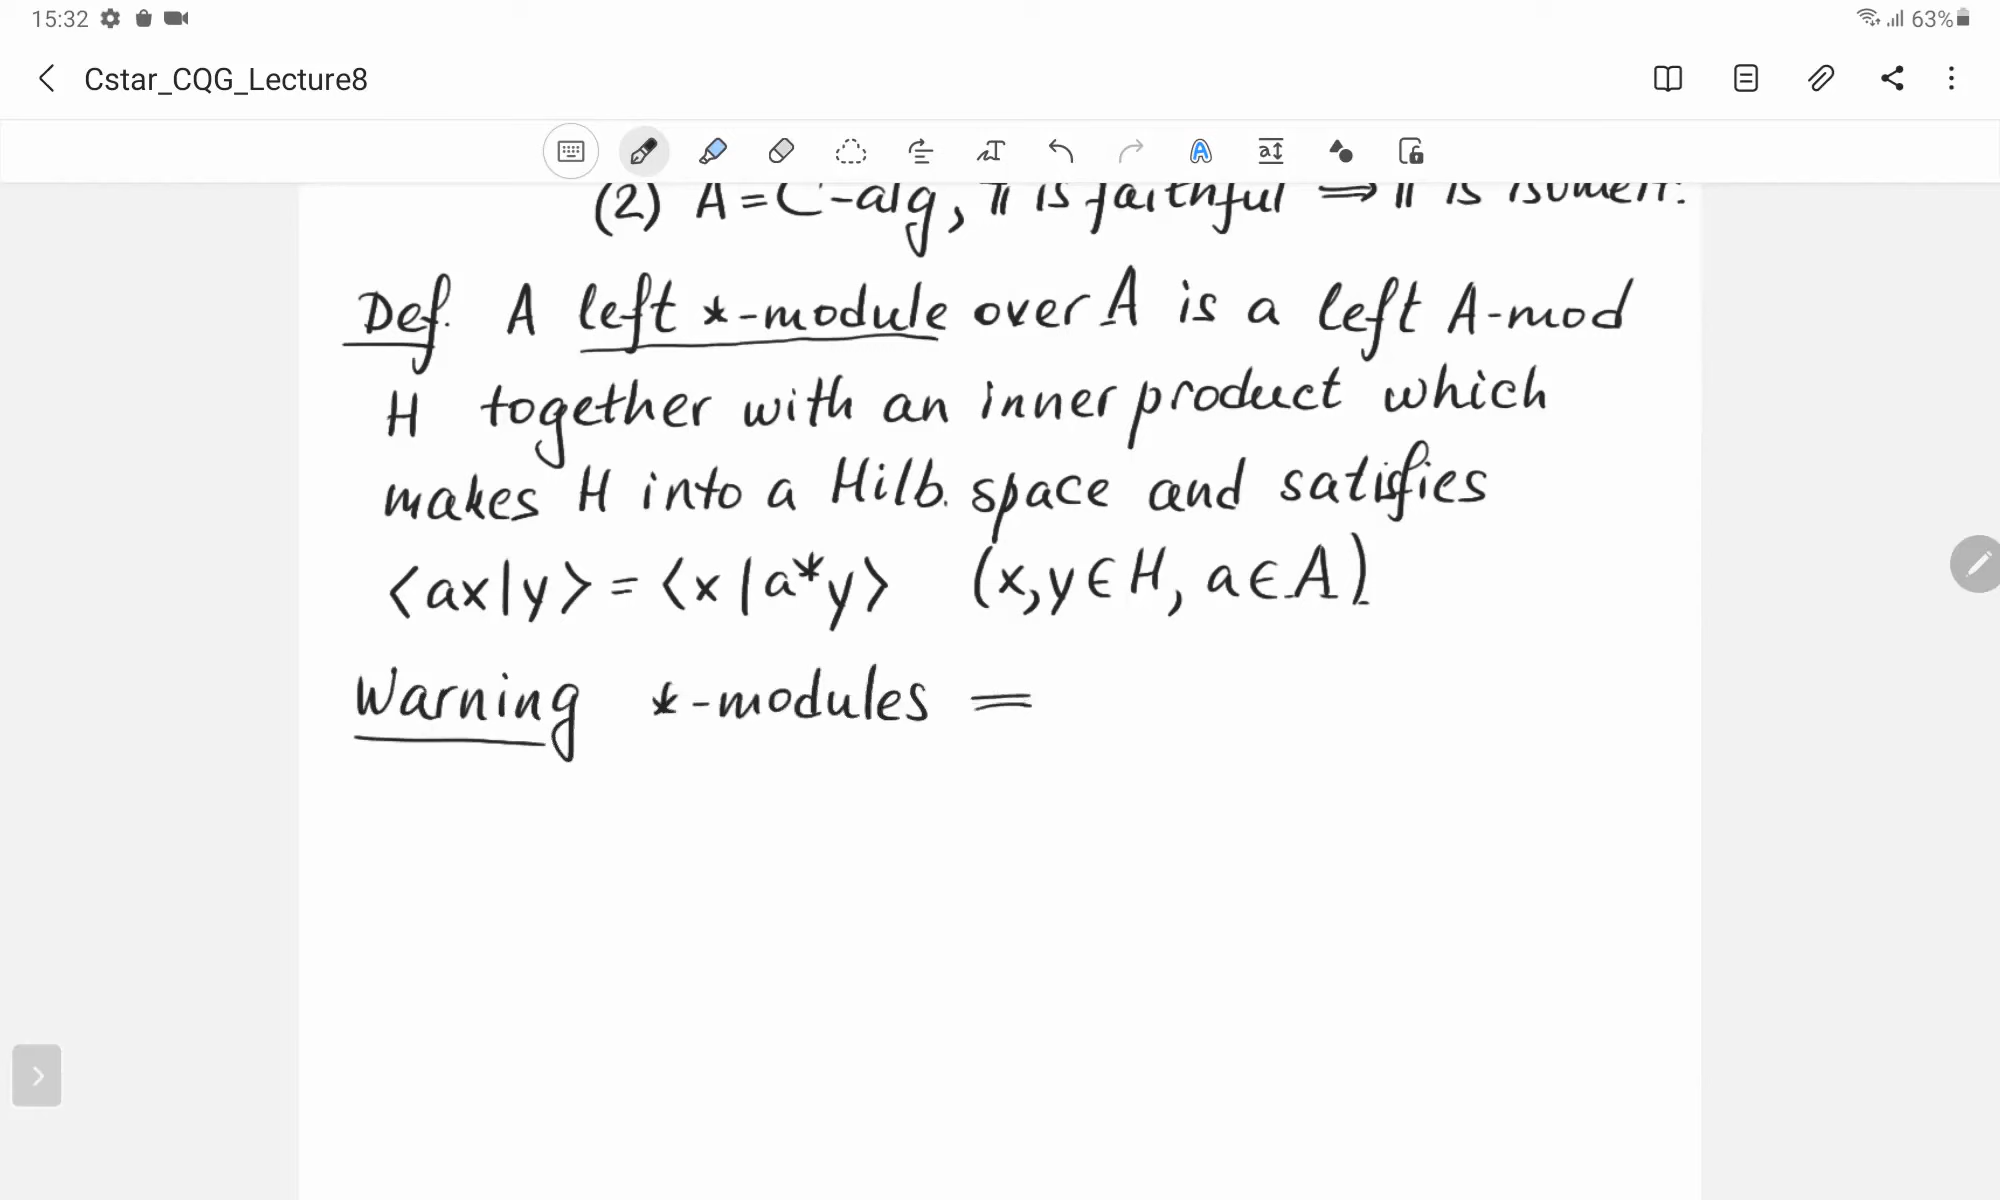 15:32 63%
Cstar_CQG_Lecture8
(2) A = C*-alg, π is faithful ⟹ π is isometr.
Def. A left *-module over A is a left A-mod
H together with an inner product which
makes H into a Hilb. space and satisfies
⟨ax|y⟩ = ⟨x|a*y⟩ (x,y∈H, a∈A).
Warning *-modules =